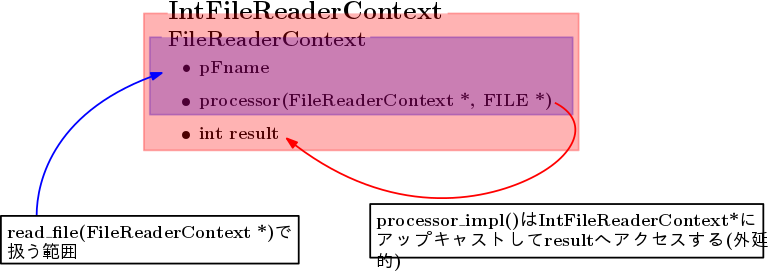 IntFileReaderContext
FileReaderContext
• pFname
• processor(FileReaderContext *, FILE *)
• int result
read_file(FileReaderContext *)で
扱う範囲
processor_impl()はIntFileReaderContext*に
アップキャストしてresultへアクセスする(外延
的)